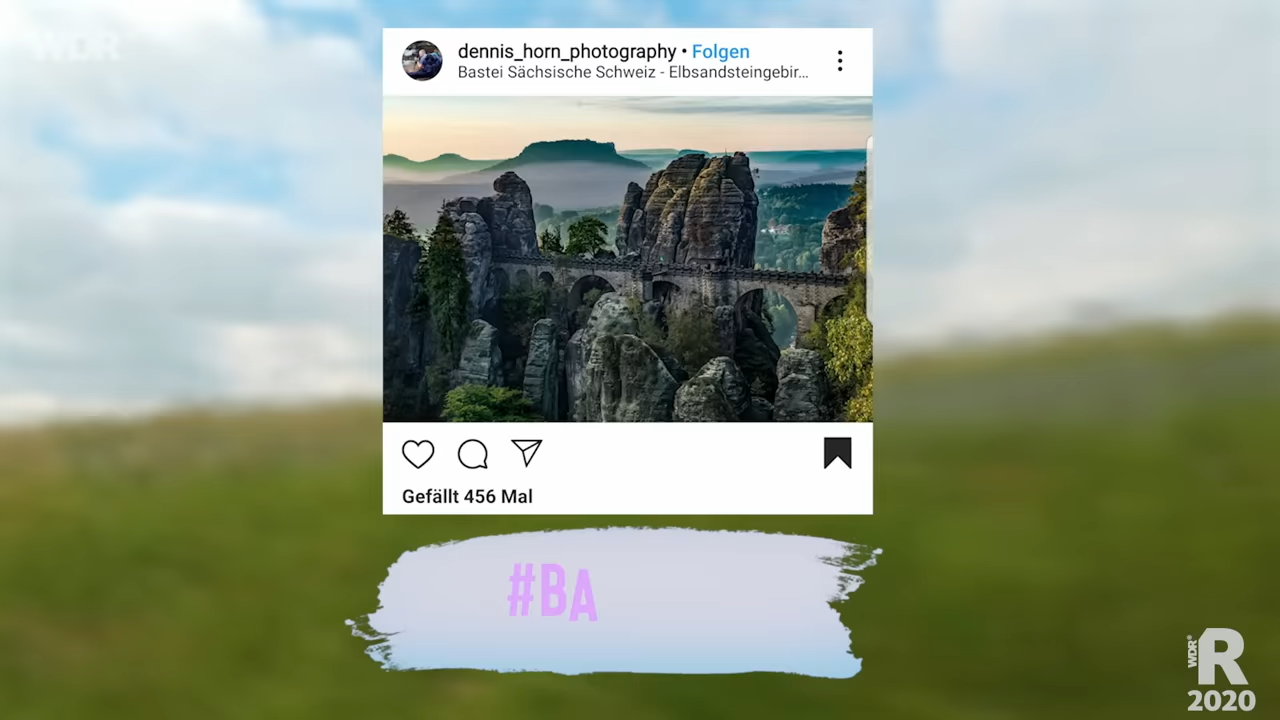 WDR
dennis_horn_photography • Folgen
Bastei Sächsische Schweiz - Elbsandsteingebir...
Gefällt 456 Mal
#BA
WDR®
R
2020